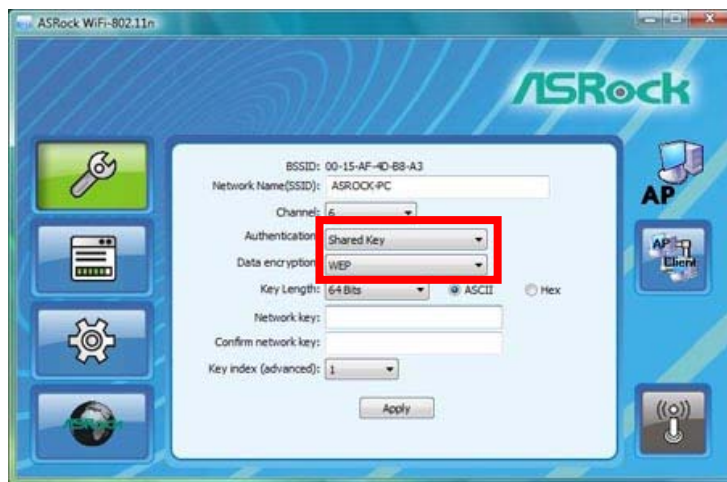 ASRock WiFi-802.11n
ASRock
BSSID: 00-15-AF-4D-B8-A3
Network Name(SSID): ASROCK-PC
Channel: 6
Authentication Shared Key
Data encryption WEP
Key Length: 64 Bits ASCII Hex
Network key:
Confirm network key:
Key index (advanced): 1
Apply
AP
AP
Client
ASRock